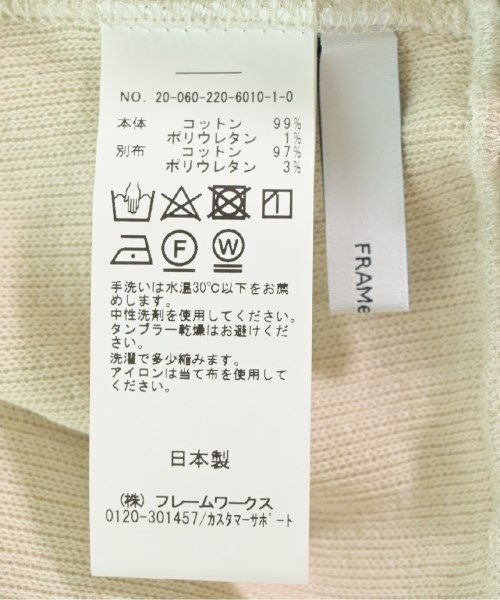 NO. 20-060-220-6010-1-0
本体 コットン 99%
ポリウレタン 1%
別布 コットン 97%
ポリウレタン 3%
1
F W
手洗いは水温30℃以下をお薦
めします。
中性洗剤を使用してください。
タンブラー乾燥はお避けくださ
い。
洗濯で多少縮みます。
アイロンは当て布を使用して
ください。
日本製
(株) フレームワークス
0120-301457/カスタマーサポート
FRAMe